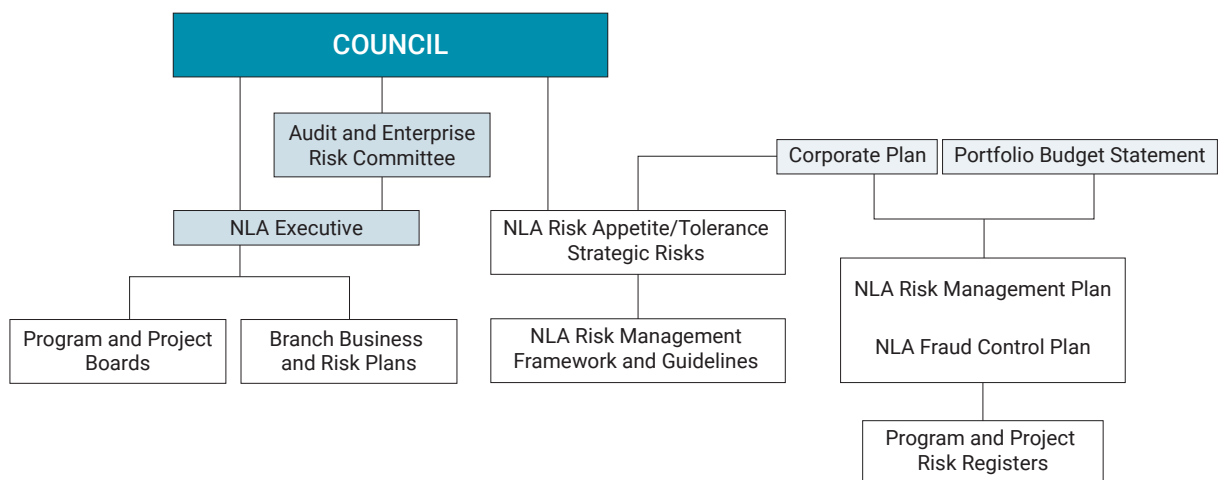 COUNCIL
Audit and Enterprise
Risk Committee
Corporate Plan
Portfolio Budget Statement
NLA Executive
NLA Risk Appetite/Tolerance
Strategic Risks
NLA Risk Management Plan
NLA Fraud Control Plan
Program and Project
Boards
Branch Business
and Risk Plans
NLA Risk Management
Framework and Guidelines
Program and Project
Risk Registers